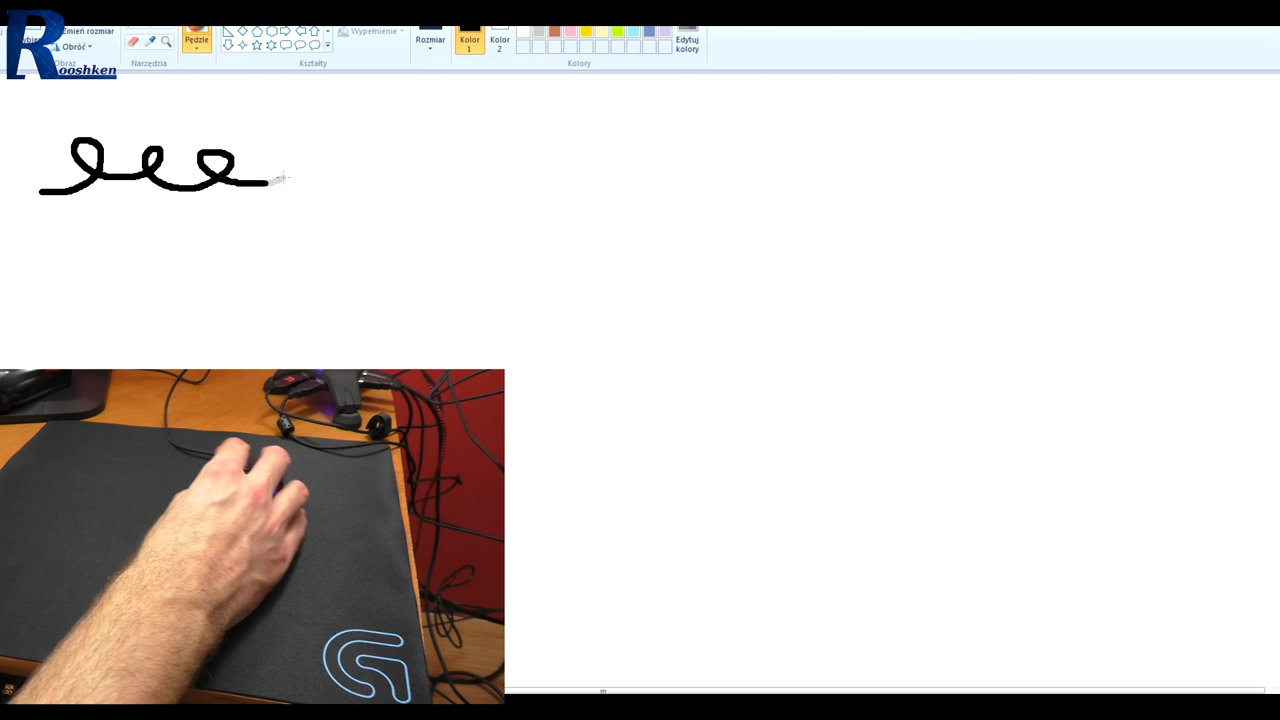 Rooshken
Zmień rozmiar
Obróć
Obraz
Narzędzia
Pędzle
Wypełnienie
Kształty
Rozmiar
Kolor
1
Kolor
2
Edytuj
kolory
Kolory